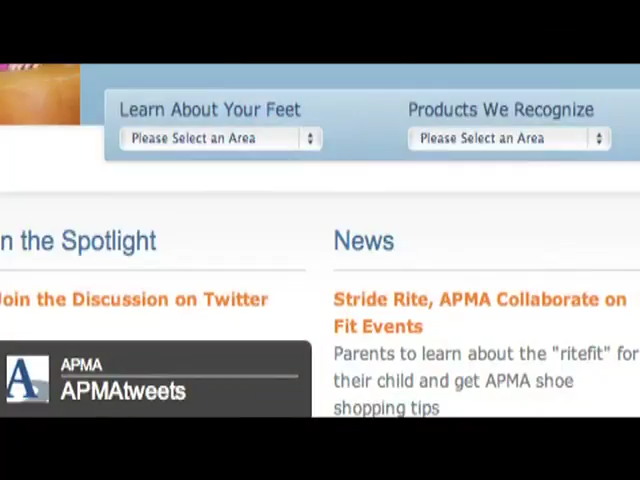 Learn About Your Feet
Products We Recognize
Please Select an Area
Please Select an Area
n the Spotlight
News
Join the Discussion on Twitter
Stride Rite, APMA Collaborate on
Fit Events
Parents to learn about the "ritefit" for
their child and get APMA shoe
shopping tips
A
APMA
APMAtweets